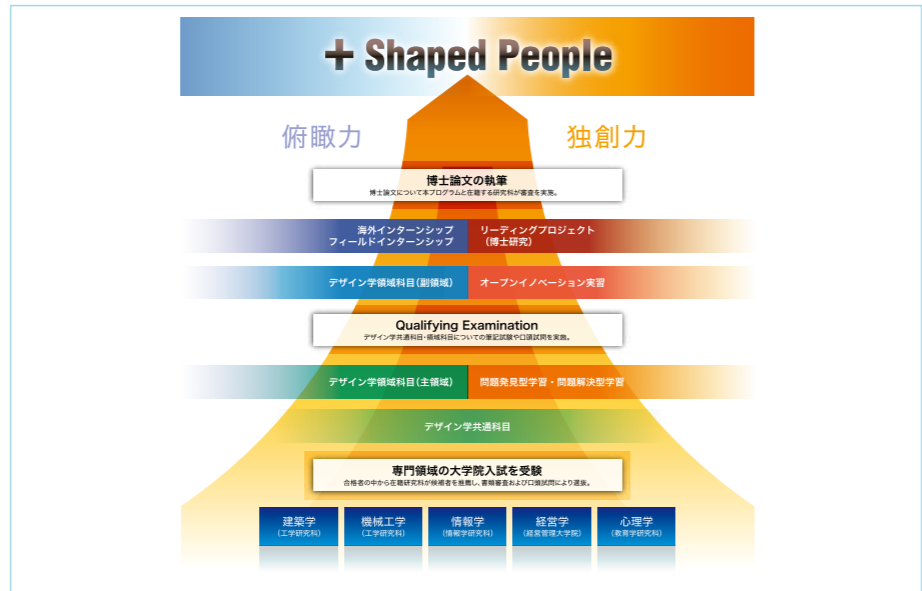 + Shaped People
俯瞰力
独創力
博士論文の執筆
博士論文について本プログラムと在籍する研究科が審査を実施。
海外インターンシップ
フィールドインターンシップ
リーディングプロジェクト
（博士研究）
デザイン学領域科目（副領域）
オープンイノベーション実習
Qualifying Examination
デザイン学共通科目・領域科目についての筆記試験や口頭試問を実施。
デザイン学領域科目（主領域）
問題発見型学習・問題解決型学習
デザイン学共通科目
専門領域の大学院入試を受験
合格者の中から在籍研究科が候補者を推薦し、書類審査および口頭試問により選抜。
建築学
（工学研究科）
機械工学
（工学研究科）
情報学
（情報学研究科）
経営学
（経営管理大学院）
心理学
（教育学研究科）